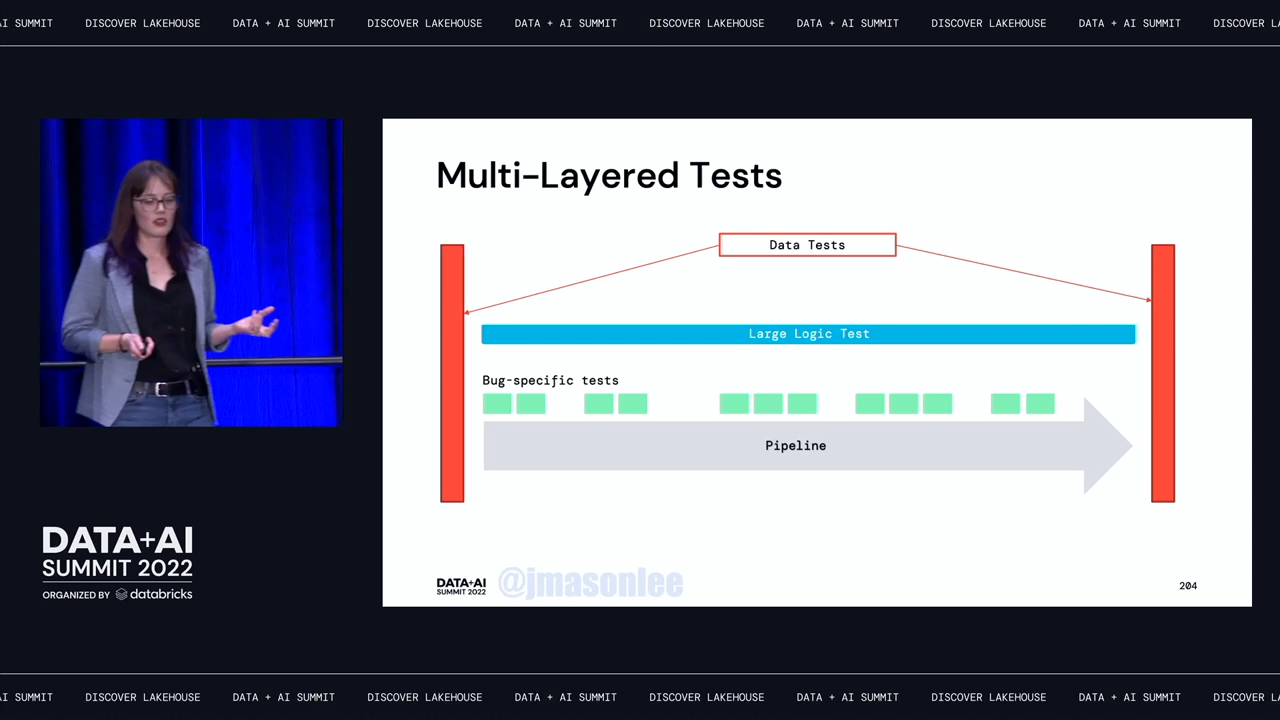 AI SUMMIT DISCOVER LAKEHOUSE DATA + AI SUMMIT DISCOVER LAKEHOUSE DATA + AI SUMMIT DISCOVER LAKEHOUSE DATA + AI SUMMIT DISCOVER LAKEHOUSE DATA + AI SUMMIT DISCOVER LA
Multi-Layered Tests
Data Tests
Large Logic Test
Bug-specific tests
Pipeline
DATA+AI
SUMMIT 2022
@jmasonlee
204
DATA+AI
SUMMIT 2022
ORGANIZED BY databricks
AI SUMMIT DISCOVER LAKEHOUSE DATA + AI SUMMIT DISCOVER LAKEHOUSE DATA + AI SUMMIT DISCOVER LAKEHOUSE DATA + AI SUMMIT DISCOVER LAKEHOUSE DATA + AI SUMMIT DISCOVER LA